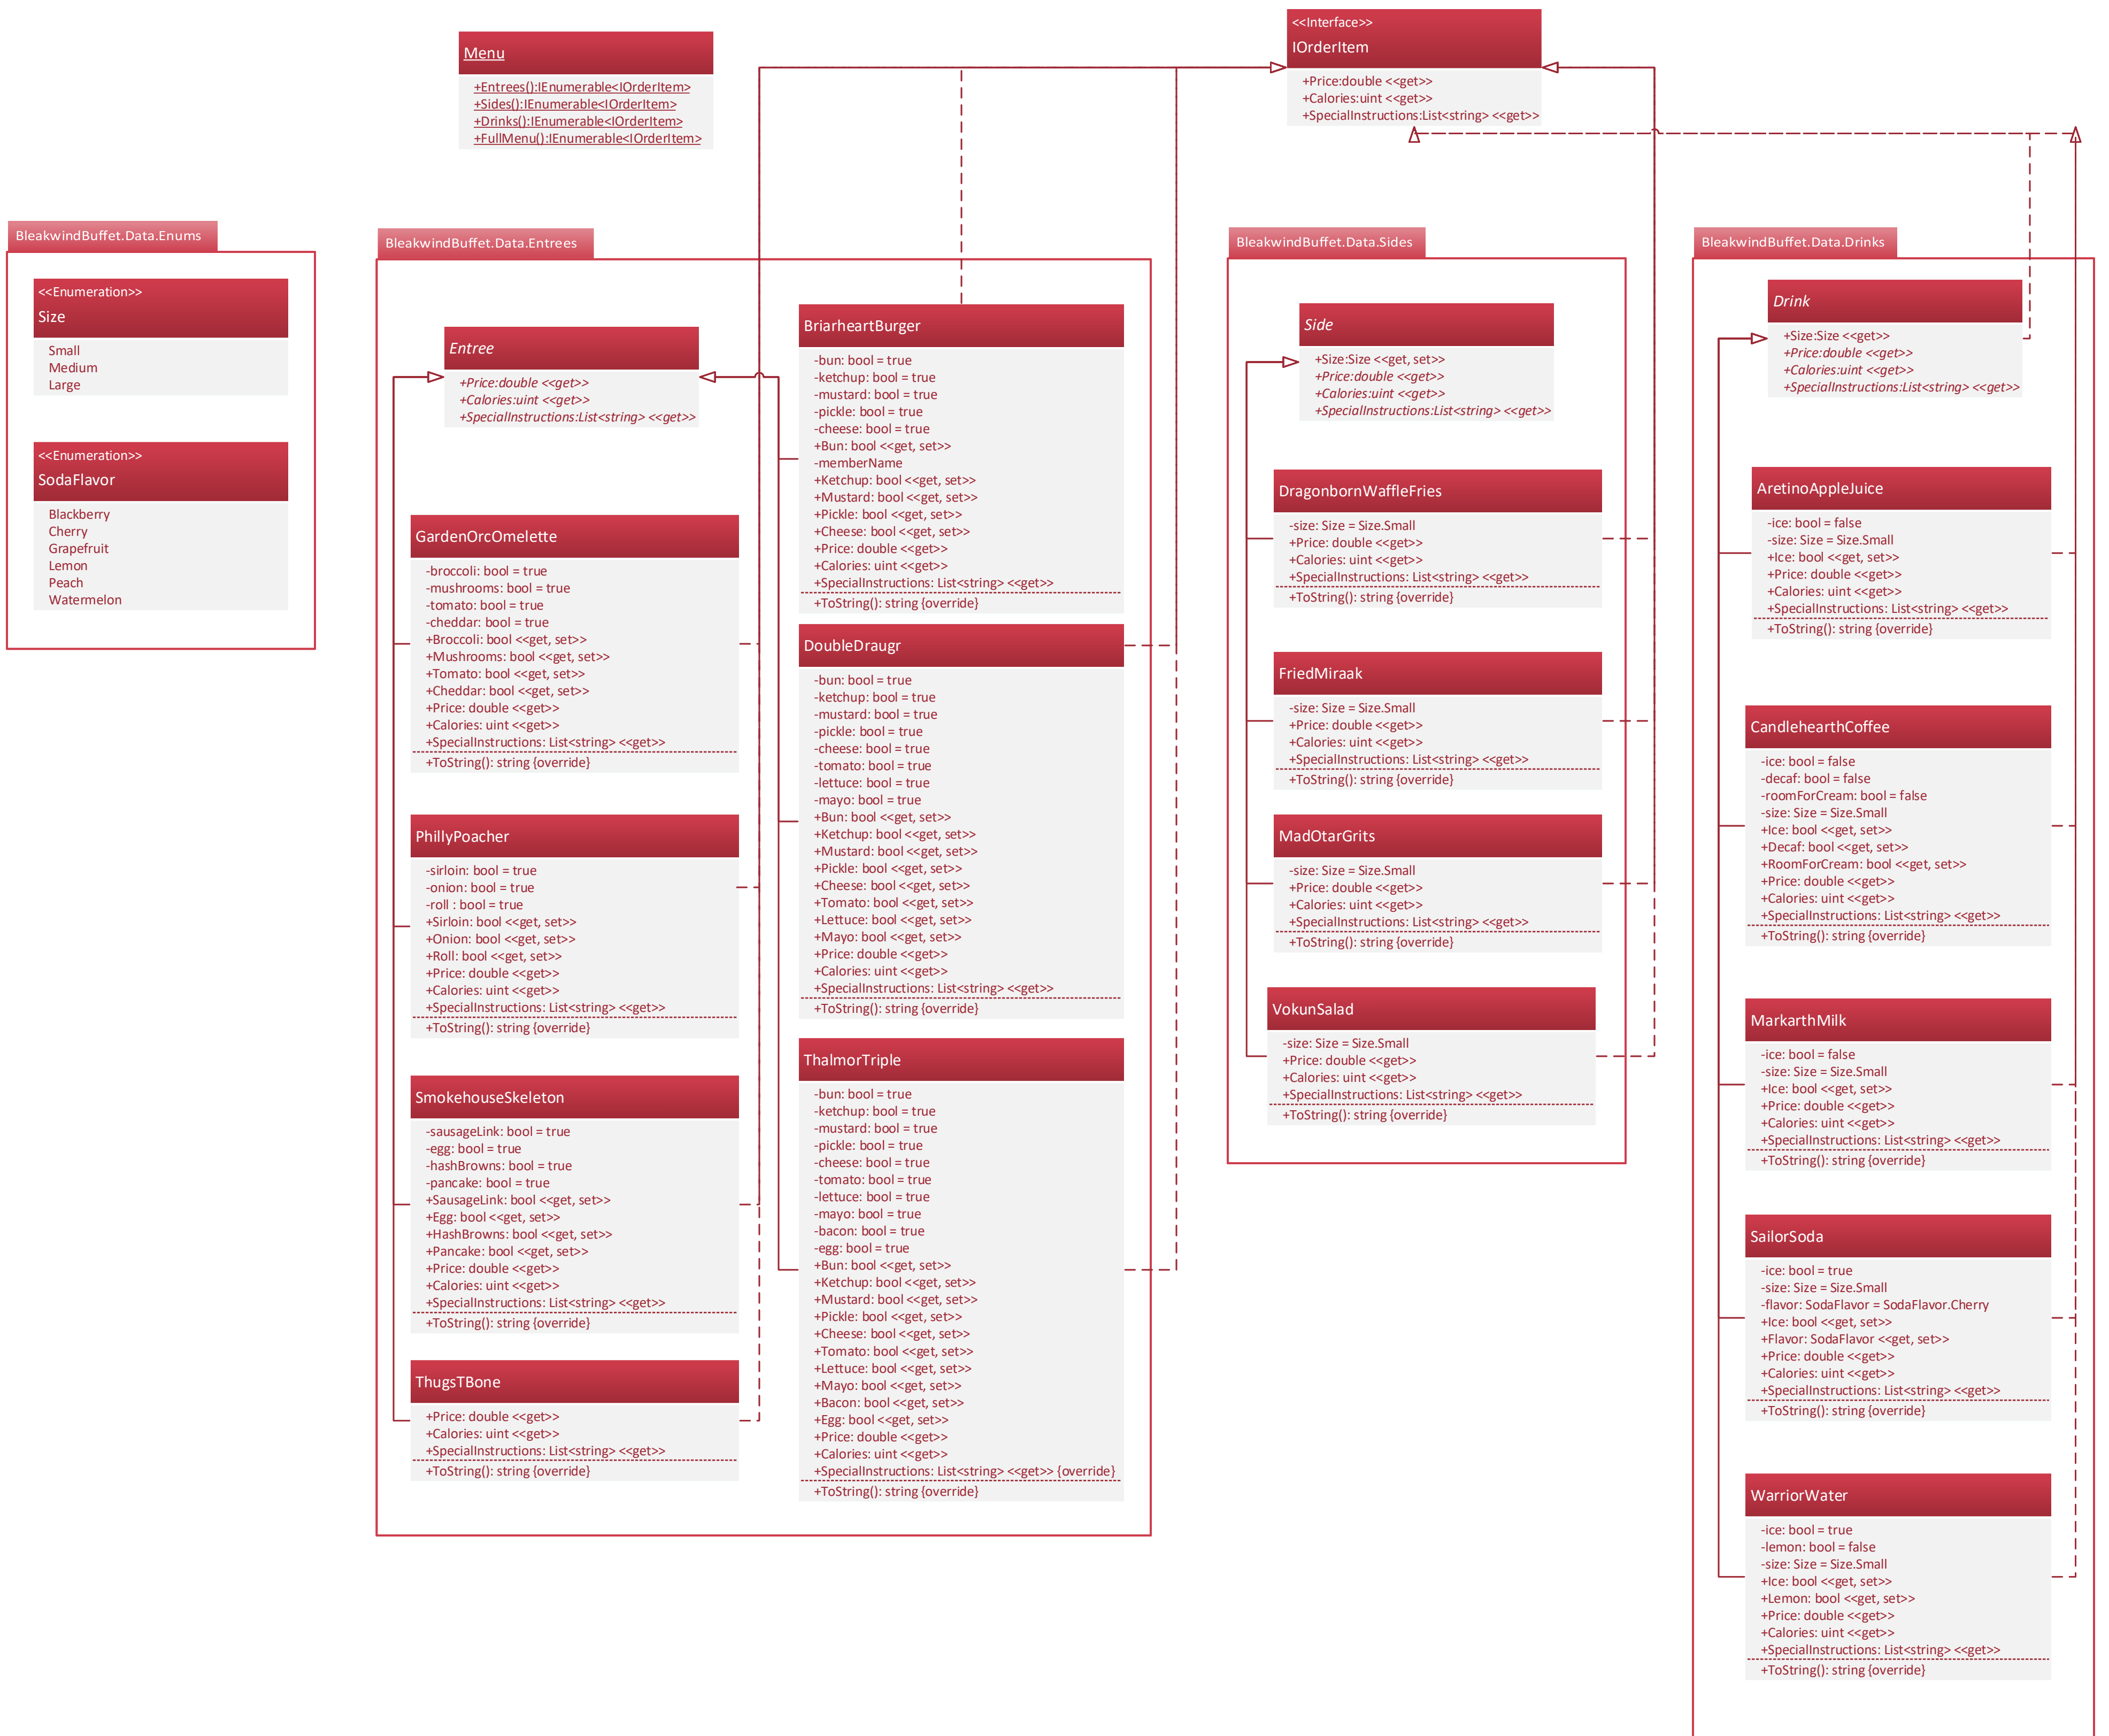 Menu
+Entrees():IEnumerable<IOrderItem>
+Sides():IEnumerable<IOrderItem>
+Drinks():IEnumerable<IOrderItem>
+FullMenu():IEnumerable<IOrderItem>
<<Interface>>
IOrderItem
+Price:double <<get>>
+Calories:uint <<get>>
+SpecialInstructions:List<string> <<get>>
BleakwindBuffet.Data.Enums
<<Enumeration>>
Size
Small
Medium
Large
<<Enumeration>>
SodaFlavor
Blackberry
Cherry
Grapefruit
Lemon
Peach
Watermelon
BleakwindBuffet.Data.Entrees
Entree
+Price:double <<get>>
+Calories:uint <<get>>
+SpecialInstructions:List<string> <<get>>
GardenOrcOmelette
-broccoli: bool = true
-mushrooms: bool = true
-tomato: bool = true
-cheddar: bool = true
+Broccoli: bool <<get, set>>
+Mushrooms: bool <<get, set>>
+Tomato: bool <<get, set>>
+Cheddar: bool <<get, set>>
+Price: double <<get>>
+Calories: uint <<get>>
+SpecialInstructions: List<string> <<get>>
+ToString(): string {override}
PhillyPoacher
-sirloin: bool = true
-onion: bool = true
-roll : bool = true
+Sirloin: bool <<get, set>>
+Onion: bool <<get, set>>
+Roll: bool <<get, set>>
+Price: double <<get>>
+Calories: uint <<get>>
+SpecialInstructions: List<string> <<get>>
+ToString(): string {override}
SmokehouseSkeleton
-sausageLink: bool = true
-egg: bool = true
-hashBrowns: bool = true
-pancake: bool = true
+SausageLink: bool <<get, set>>
+Egg: bool <<get, set>>
+HashBrowns: bool <<get, set>>
+Pancake: bool <<get, set>>
+Price: double <<get>>
+Calories: uint <<get>>
+SpecialInstructions: List<string> <<get>>
+ToString(): string {override}
ThugsTBone
+Price: double <<get>>
+Calories: uint <<get>>
+SpecialInstructions: List<string> <<get>>
+ToString(): string {override}
BriarheartBurger
-bun: bool = true
-ketchup: bool = true
-mustard: bool = true
-pickle: bool = true
-cheese: bool = true
+Bun: bool <<get, set>>
-memberName
+Ketchup: bool <<get, set>>
+Mustard: bool <<get, set>>
+Pickle: bool <<get, set>>
+Cheese: bool <<get, set>>
+Price: double <<get>>
+Calories: uint <<get>>
+SpecialInstructions: List<string> <<get>>
+ToString(): string {override}
DoubleDraugr
-bun: bool = true
-ketchup: bool = true
-mustard: bool = true
-pickle: bool = true
-cheese: bool = true
-tomato: bool = true
-lettuce: bool = true
-mayo: bool = true
+Bun: bool <<get, set>>
+Ketchup: bool <<get, set>>
+Mustard: bool <<get, set>>
+Pickle: bool <<get, set>>
+Cheese: bool <<get, set>>
+Tomato: bool <<get, set>>
+Lettuce: bool <<get, set>>
+Mayo: bool <<get, set>>
+Price: double <<get>>
+Calories: uint <<get>>
+SpecialInstructions: List<string> <<get>>
+ToString(): string {override}
ThalmorTriple
-bun: bool = true
-ketchup: bool = true
-mustard: bool = true
-pickle: bool = true
-cheese: bool = true
-tomato: bool = true
-lettuce: bool = true
-mayo: bool = true
-bacon: bool = true
-egg: bool = true
+Bun: bool <<get, set>>
+Ketchup: bool <<get, set>>
+Mustard: bool <<get, set>>
+Pickle: bool <<get, set>>
+Cheese: bool <<get, set>>
+Tomato: bool <<get, set>>
+Lettuce: bool <<get, set>>
+Mayo: bool <<get, set>>
+Bacon: bool <<get, set>>
+Egg: bool <<get, set>>
+Price: double <<get>>
+Calories: uint <<get>>
+SpecialInstructions: List<string> <<get>> {override}
+ToString(): string {override}
BleakwindBuffet.Data.Sides
Side
+Size:Size <<get, set>>
+Price:double <<get>>
+Calories:uint <<get>>
+SpecialInstructions:List<string> <<get>>
DragonbornWaffleFries
-size: Size = Size.Small
+Price: double <<get>>
+Calories: uint <<get>>
+SpecialInstructions: List<string> <<get>>
+ToString(): string {override}
FriedMiraak
-size: Size = Size.Small
+Price: double <<get>>
+Calories: uint <<get>>
+SpecialInstructions: List<string> <<get>>
+ToString(): string {override}
MadOtarGrits
-size: Size = Size.Small
+Price: double <<get>>
+Calories: uint <<get>>
+SpecialInstructions: List<string> <<get>>
+ToString(): string {override}
VokunSalad
-size: Size = Size.Small
+Price: double <<get>>
+Calories: uint <<get>>
+SpecialInstructions: List<string> <<get>>
+ToString(): string {override}
BleakwindBuffet.Data.Drinks
Drink
+Size:Size <<get>>
+Price:double <<get>>
+Calories:uint <<get>>
+SpecialInstructions:List<string> <<get>>
AretinoAppleJuice
-ice: bool = false
-size: Size = Size.Small
+Ice: bool <<get, set>>
+Price: double <<get>>
+Calories: uint <<get>>
+SpecialInstructions: List<string> <<get>>
+ToString(): string {override}
CandlehearthCoffee
-ice: bool = false
-decaf: bool = false
-roomForCream: bool = false
-size: Size = Size.Small
+Ice: bool <<get, set>>
+Decaf: bool <<get, set>>
+RoomForCream: bool <<get, set>>
+Price: double <<get>>
+Calories: uint <<get>>
+SpecialInstructions: List<string> <<get>>
+ToString(): string {override}
MarkarthMilk
-ice: bool = false
-size: Size = Size.Small
+Ice: bool <<get, set>>
+Price: double <<get>>
+Calories: uint <<get>>
+SpecialInstructions: List<string> <<get>>
+ToString(): string {override}
SailorSoda
-ice: bool = true
-size: Size = Size.Small
-flavor: SodaFlavor = SodaFlavor.Cherry
+Ice: bool <<get, set>>
+Flavor: SodaFlavor <<get, set>>
+Price: double <<get>>
+Calories: uint <<get>>
+SpecialInstructions: List<string> <<get>>
+ToString(): string {override}
WarriorWater
-ice: bool = true
-lemon: bool = false
-size: Size = Size.Small
+Ice: bool <<get, set>>
+Lemon: bool <<get, set>>
+Price: double <<get>>
+Calories: uint <<get>>
+SpecialInstructions: List<string> <<get>>
+ToString(): string {override}